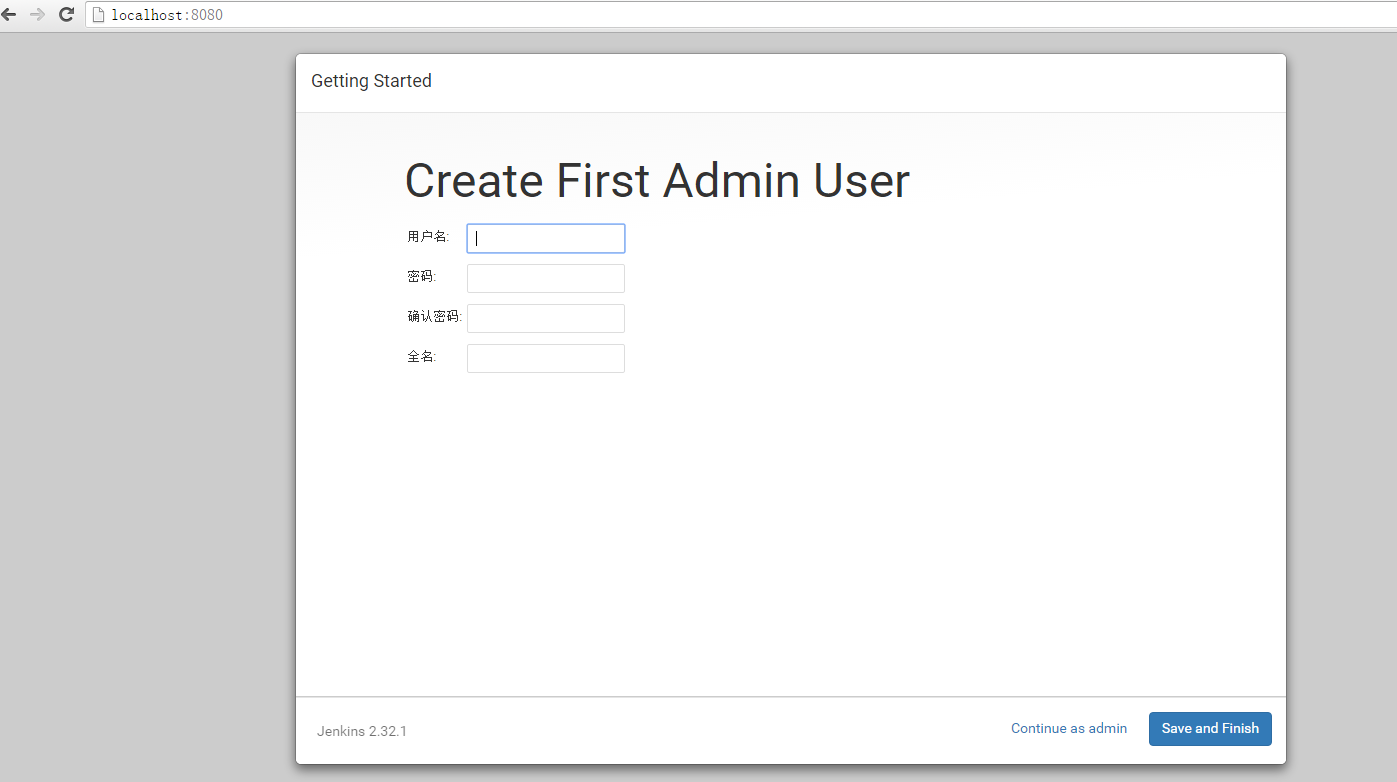 localhost:8080
Getting Started
Create First Admin User
用户名:
密码:
确认密码:
全名:
Jenkins 2.32.1
Continue as admin
Save and Finish